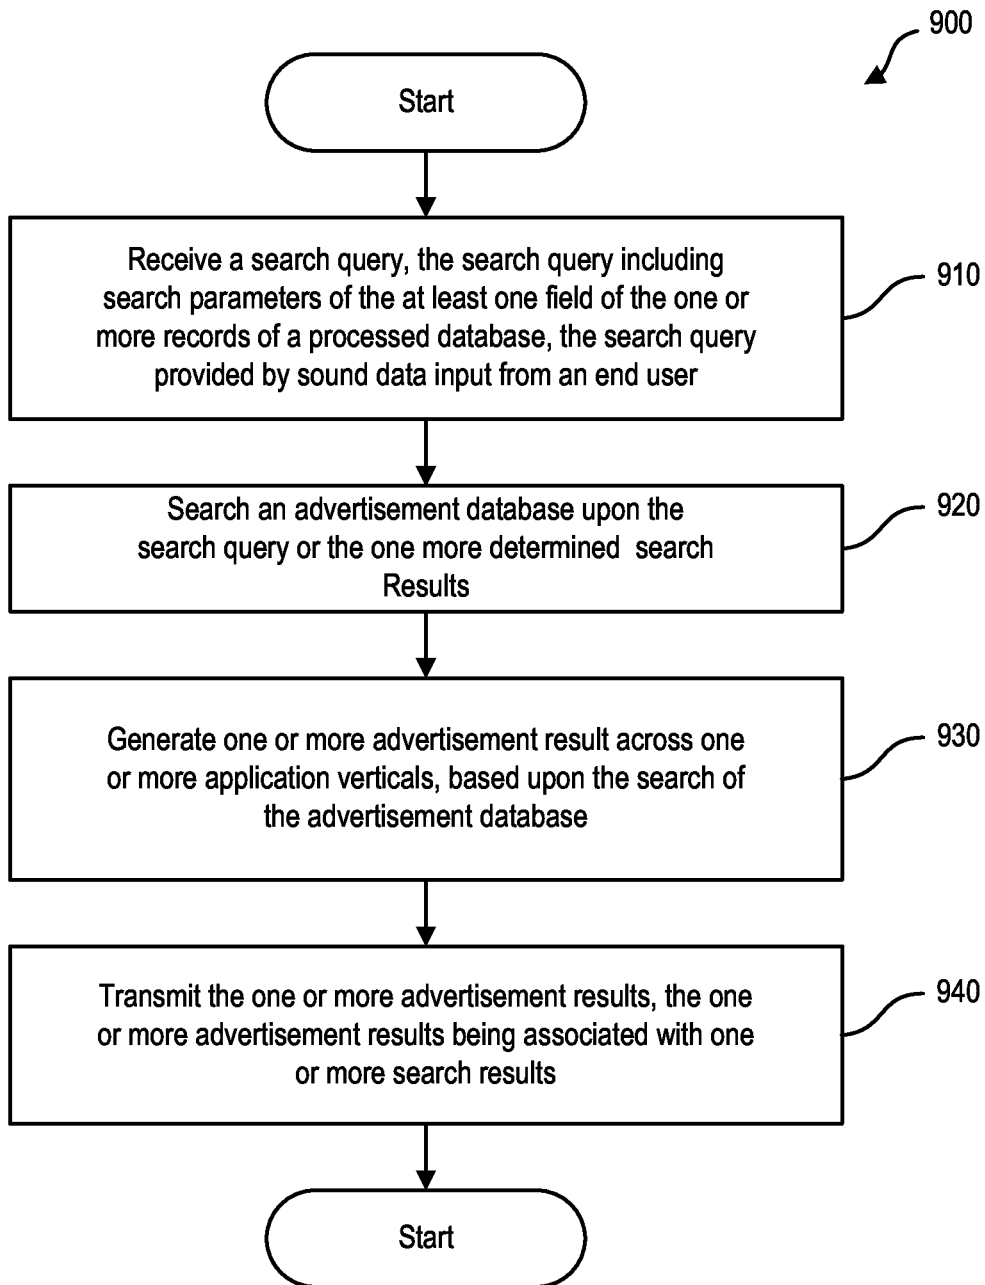 900
Start
Receive a search query, the search query including
search parameters of the at least one field of the one or
more records of a processed database, the search query
provided by sound data input from an end user
910
Search an advertisement database upon the
search query or the one more determined search
Results
920
Generate one or more advertisement result across one
or more application verticals, based upon the search of
the advertisement database
930
Transmit the one or more advertisement results, the one
or more advertisement results being associated with one
or more search results
940
Start